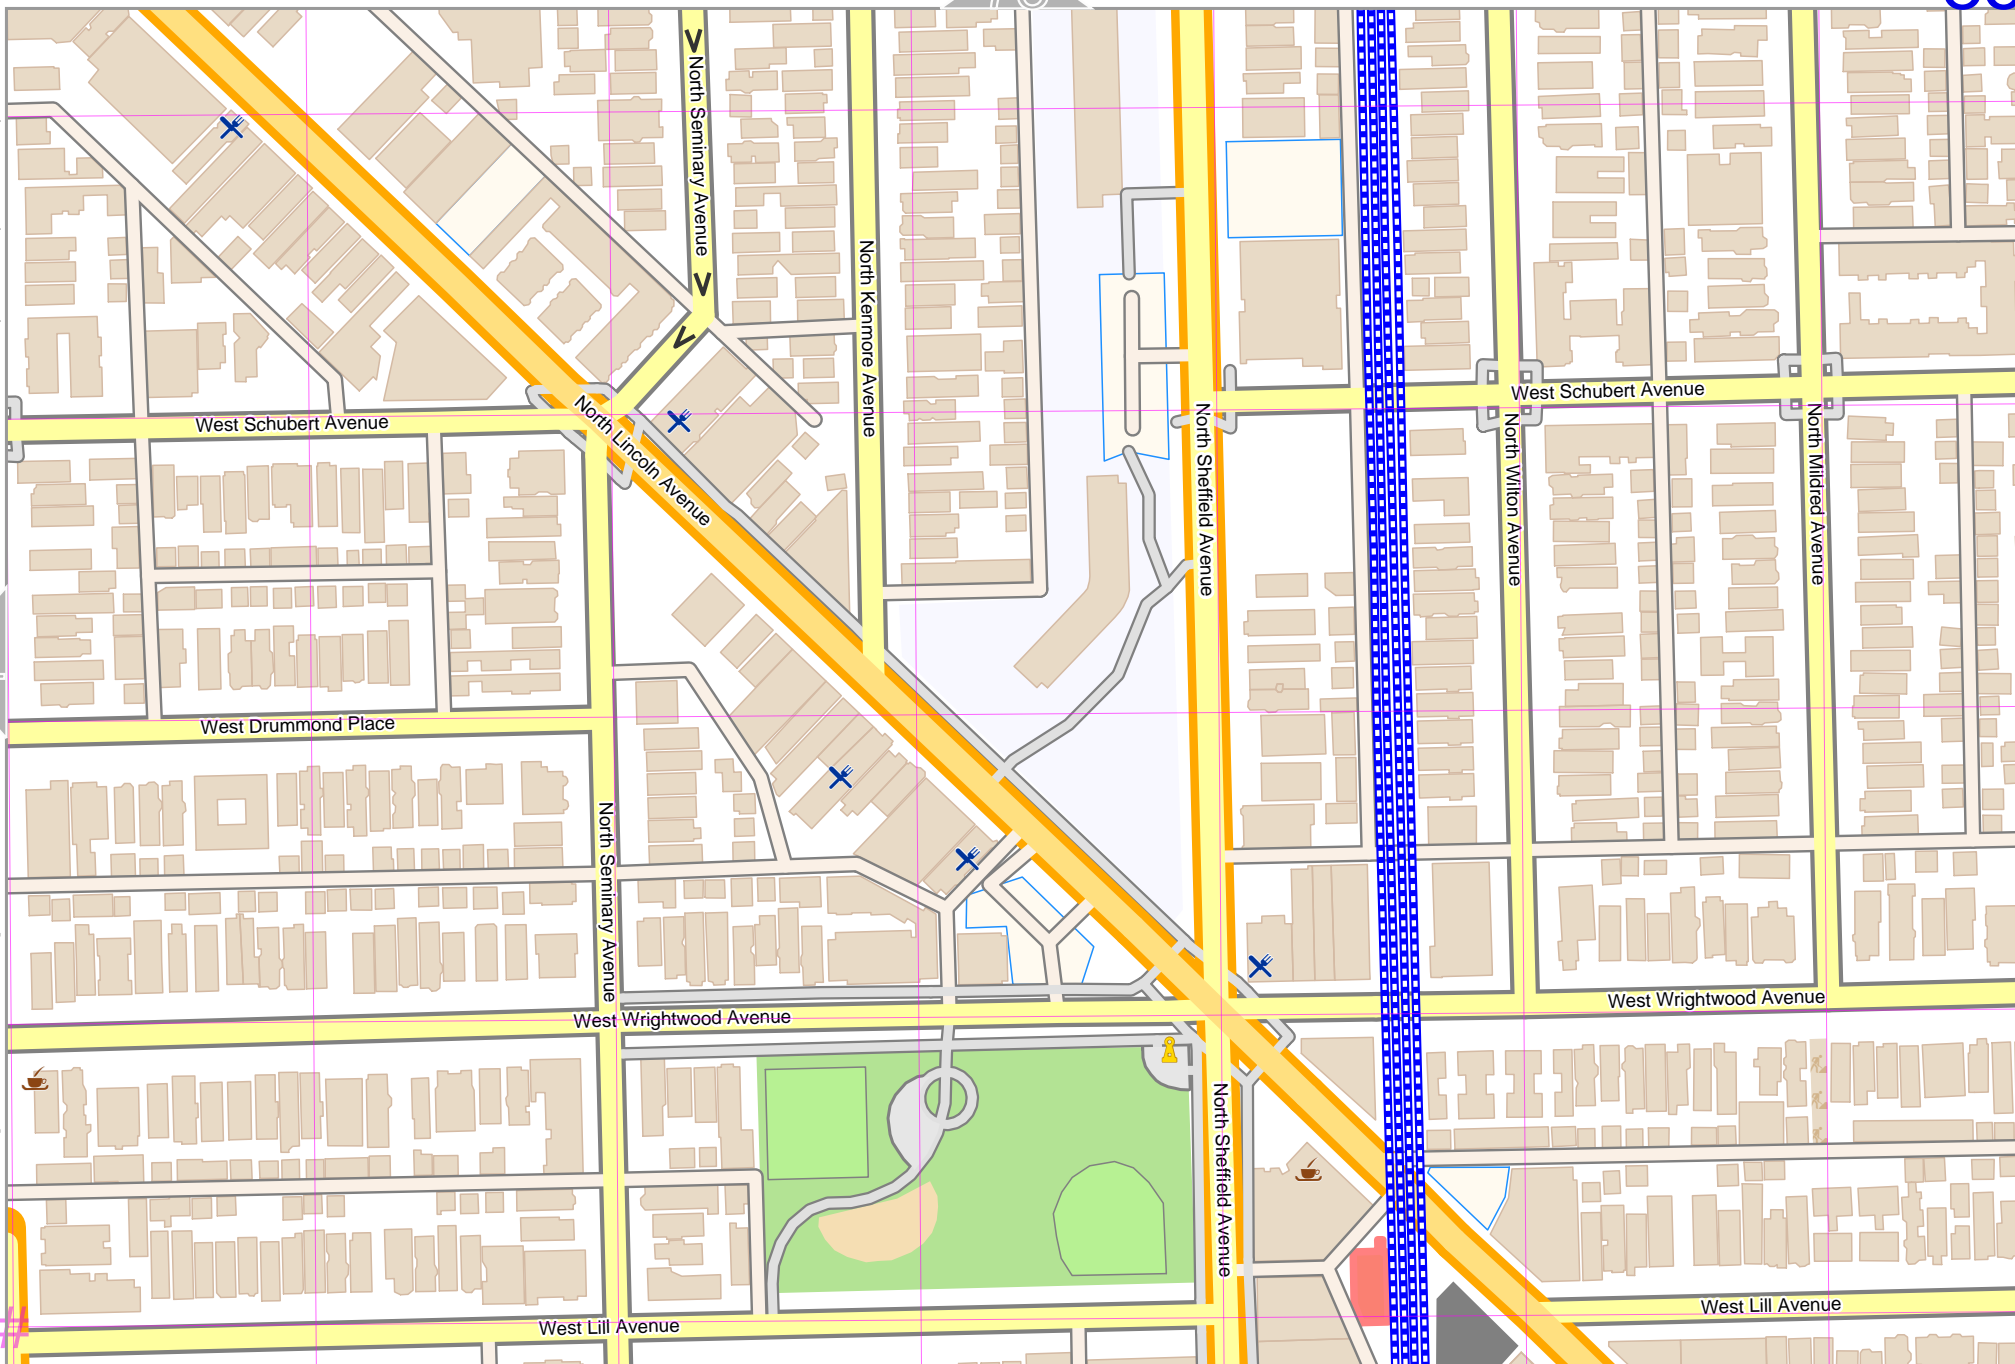 North Seminary Avenue
North Kenmore Avenue
West Schubert Avenue
West Schubert Avenue
North Lincoln Avenue
North Sheffield Avenue
North Wilton Avenue
North Mildred Avenue
West Drummond Place
North Seminary Avenue
West Wrightwood Avenue
West Wrightwood Avenue
North Sheffield Avenue
West Lill Avenue
West Lill Avenue